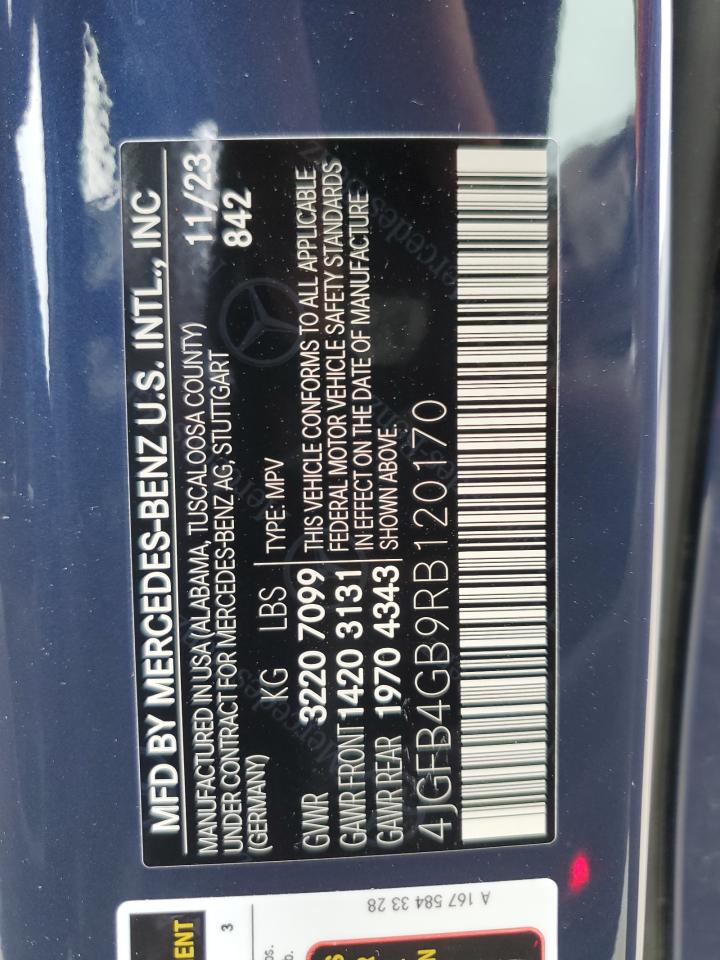 MFD BY MERCEDES-BENZ U.S. INTL., INC
MANUFACTURED IN USA (ALABAMA, TUSCALOOSA COUNTY)
11/23
UNDER CONTRACT FOR MERCEDES-BENZ AG, STUTTGART
842
(GERMANY)
KG LBS
TYPE: MPV
GVWR 3220 7099
GAWR FRONT 1420 3131
GAWR REAR 1970 4343
THIS VEHICLE CONFORMS TO ALL APPLICABLE
FEDERAL MOTOR VEHICLE SAFETY STANDARDS
IN EFFECT ON THE DATE OF MANUFACTURE
SHOWN ABOVE.
4JGFB4GB9RB120170
A 167 584 33 28
3